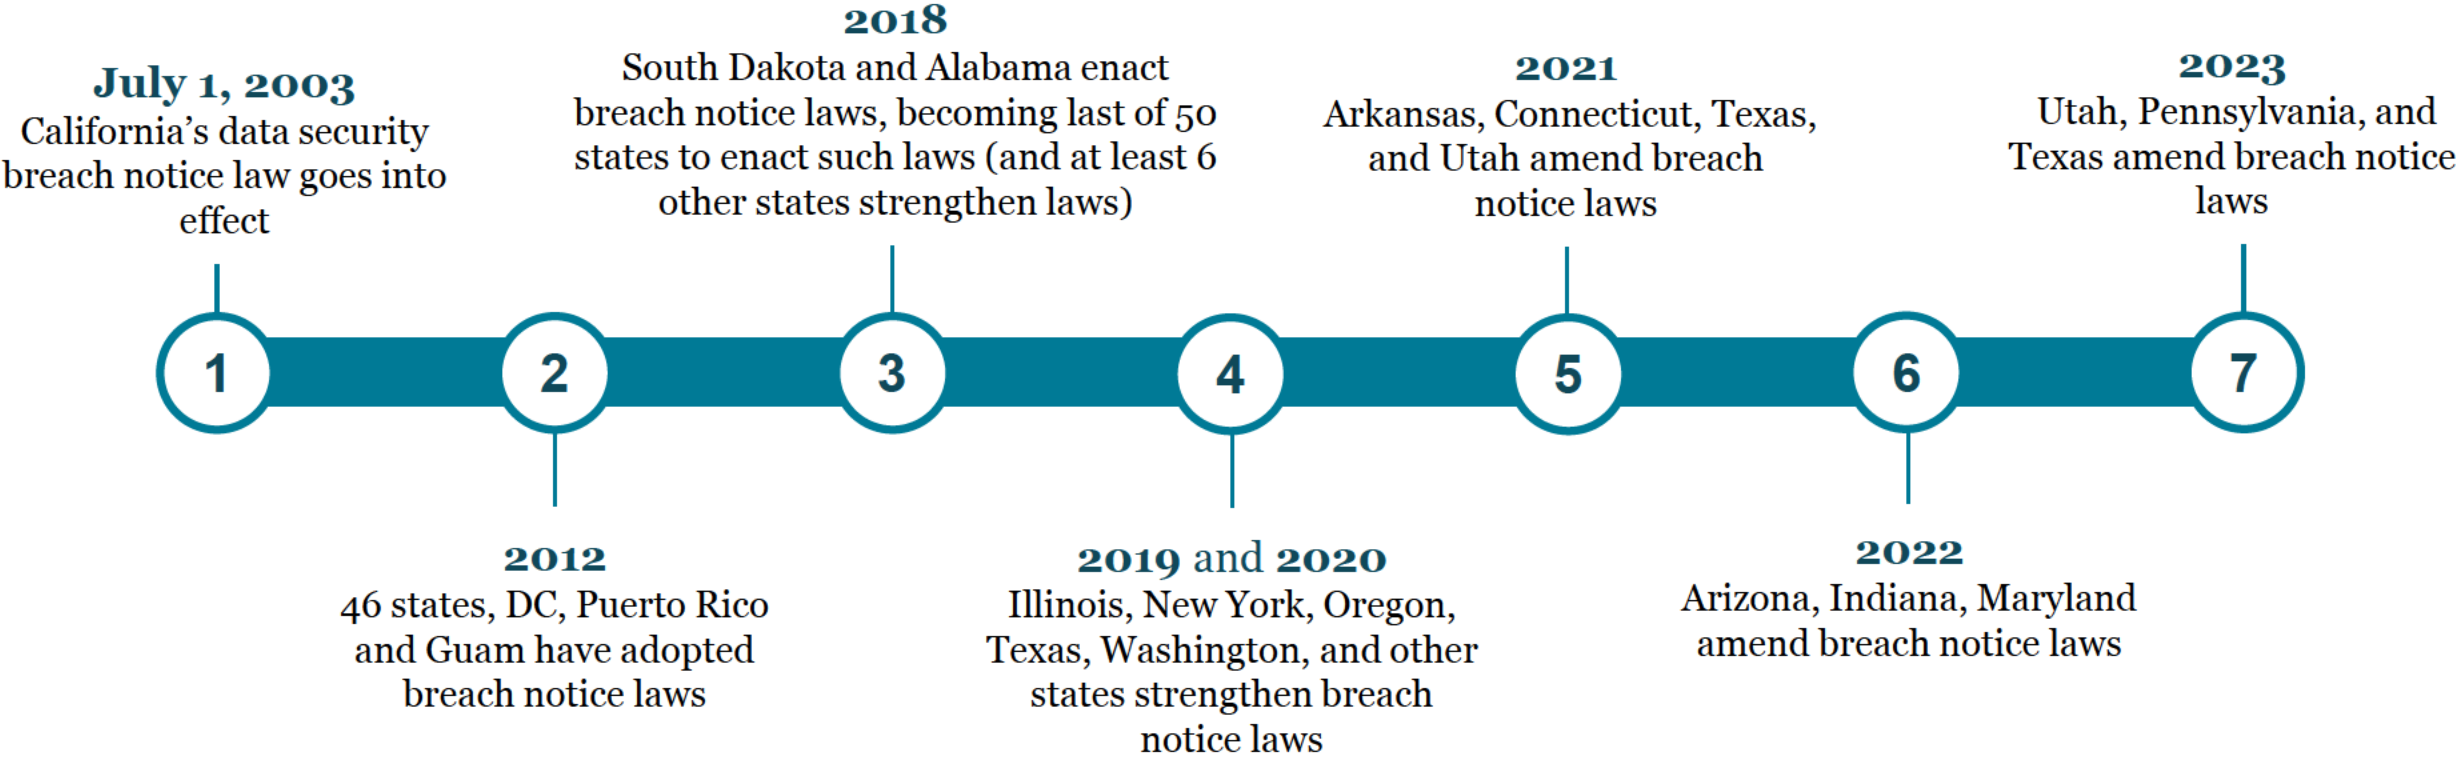 July 1, 2003
California’s data security
breach notice law goes into
effect
2018
South Dakota and Alabama enact
breach notice laws, becoming last of 50
states to enact such laws (and at least 6
other states strengthen laws)
2021
Arkansas, Connecticut, Texas,
and Utah amend breach
notice laws
2023
Utah, Pennsylvania, and
Texas amend breach notice
laws
1
2
3
4
5
6
7
2012
46 states, DC, Puerto Rico
and Guam have adopted
breach notice laws
2019 and 2020
Illinois, New York, Oregon,
Texas, Washington, and other
states strengthen breach
notice laws
2022
Arizona, Indiana, Maryland
amend breach notice laws